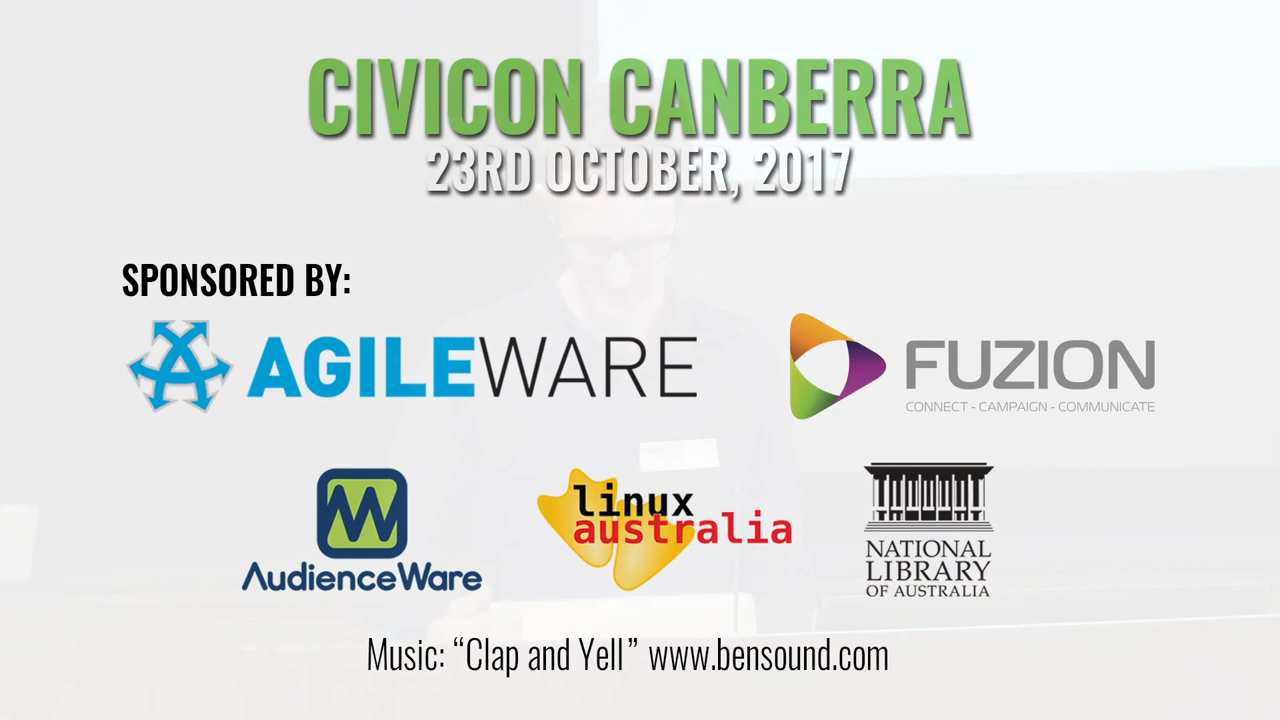 CIVICON CANBERRA
23RD OCTOBER, 2017
SPONSORED BY:
AGILEWARE
FUZION
CONNECT - CAMPAIGN - COMMUNICATE
AudienceWare
linux
australia
NATIONAL
LIBRARY
OF AUSTRALIA
Music: “Clap and Yell” www.bensound.com